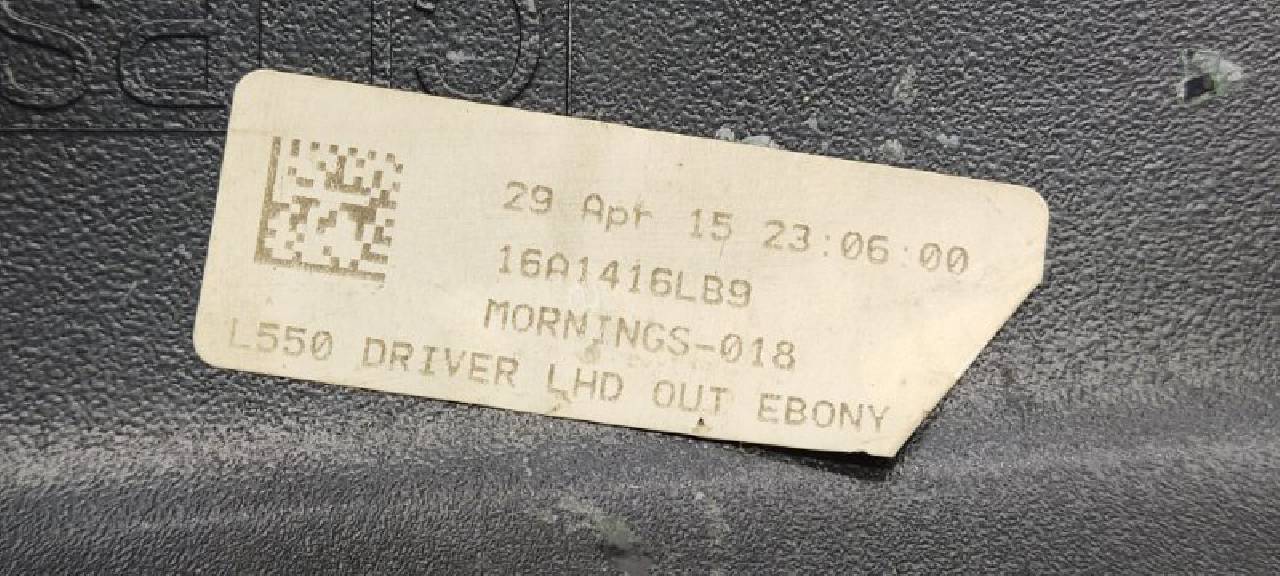 29 Apr 15 23:06:00
16A1416LB9
MORNINGS-018
L550 DRIVER LHD OUT EBONY